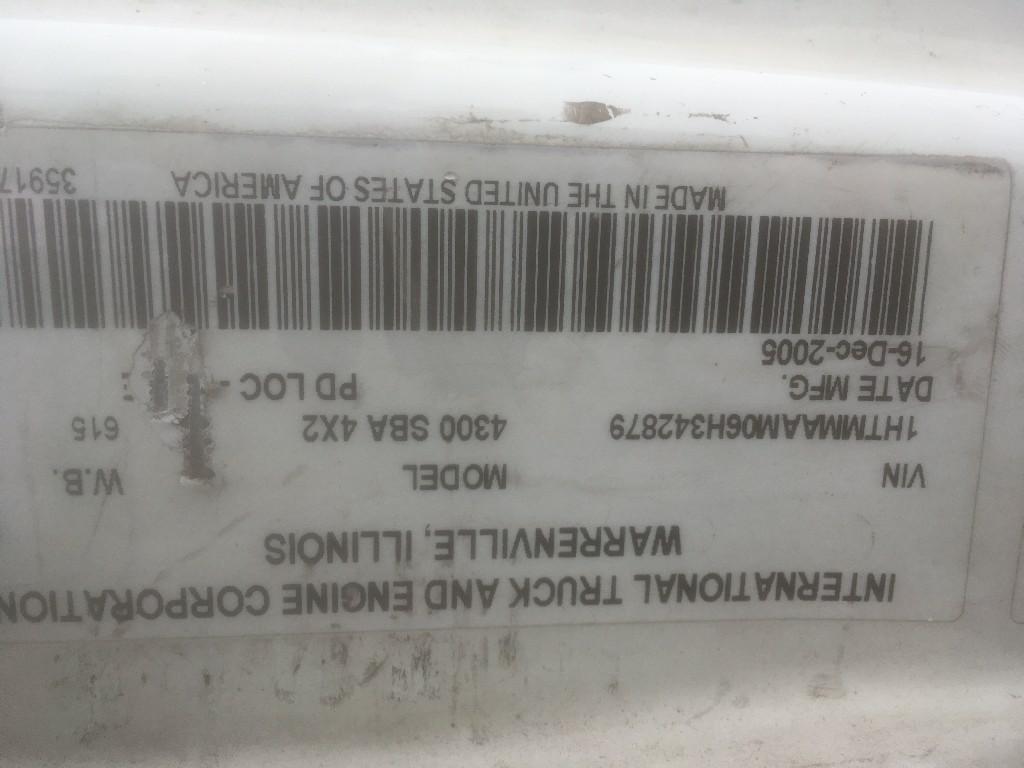 INTERNATIONAL TRUCK AND ENGINE CORPORATION
WARRENVILLE, ILLINOIS
VIN MODEL W.B.
1HTMMAAM06H342879 4300 SBA 4X2 615
DATE MFG. PD LOC -
16-Dec-2005
MADE IN THE UNITED STATES OF AMERICA 35917